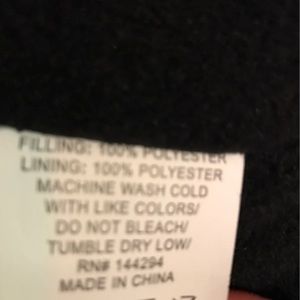 FILLING: 100% POLYESTER
LINING: 100% POLYESTER
MACHINE WASH COLD
WITH LIKE COLORS/
DO NOT BLEACH/
TUMBLE DRY LOW/
RN# 144294
MADE IN CHINA